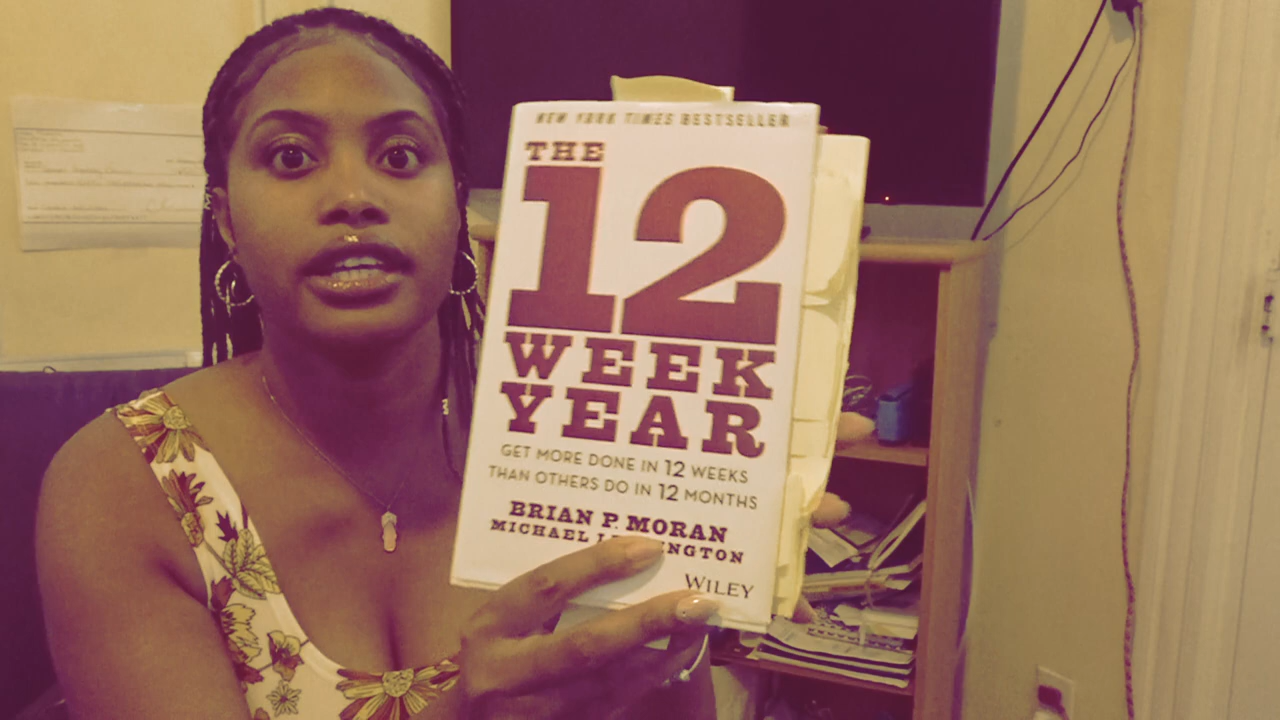 NEW YORK TIMES BESTSELLER
THE
12
WEEK
YEAR
GET MORE DONE IN 12 WEEKS
THAN OTHERS DO IN 12 MONTHS
BRIAN P. MORAN
MICHAEL
WILEY